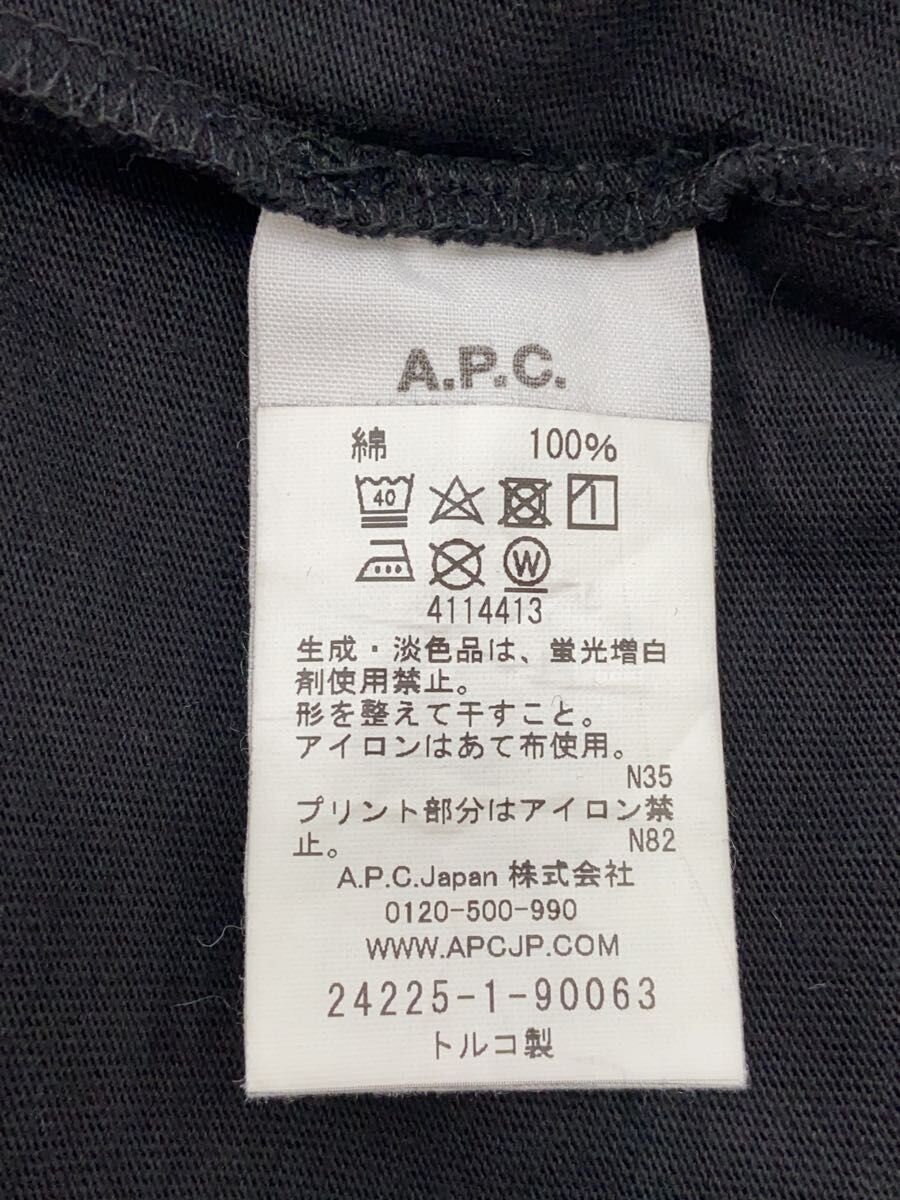 A.P.C.
綿 100%
40
W
4114413
生成・淡色品は、蛍光増白
剤使用禁止。
形を整えて干すこと。
アイロンはあて布使用。
N35
プリント部分はアイロン禁
止。 N82
A.P.C.Japan 株式会社
0120-500-990
WWW.APCJP.COM
24225-1-90063
トルコ製